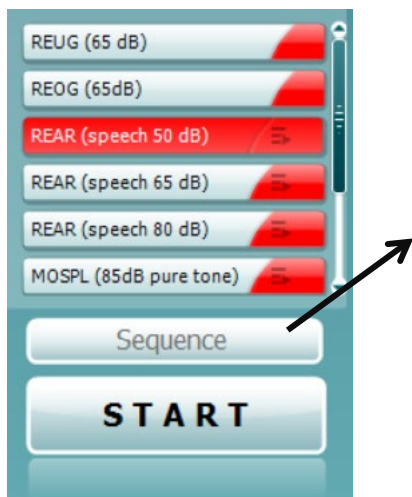 REUG (65 dB)
REOG (65dB)
REAR (speech 50 dB)
REAR (speech 65 dB)
REAR (speech 80 dB)
MOSPL (85dB pure tone)
Sequence
START